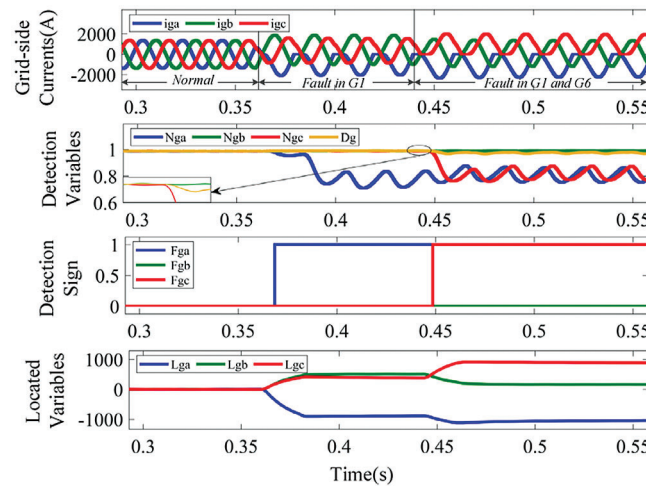 Grid-side
Currents(A)
2000
0
-2000
iga igb igc
Normal
Fault in G1
Fault in G1 and G6
0.3 0.35 0.4 0.45 0.5 0.55
Detection
Variables
1
0.8
0.6
Nga Ngb Ngc Dg
0.3 0.35 0.4 0.45 0.5 0.55
Detection
Sign
1
0.5
0
Fga
Fgb
Fgc
0.3 0.35 0.4 0.45 0.5 0.55
Located
Variables
1000
0
-1000
Lga Lgb Lgc
0.3 0.35 0.4 0.45 0.5 0.55
Time(s)